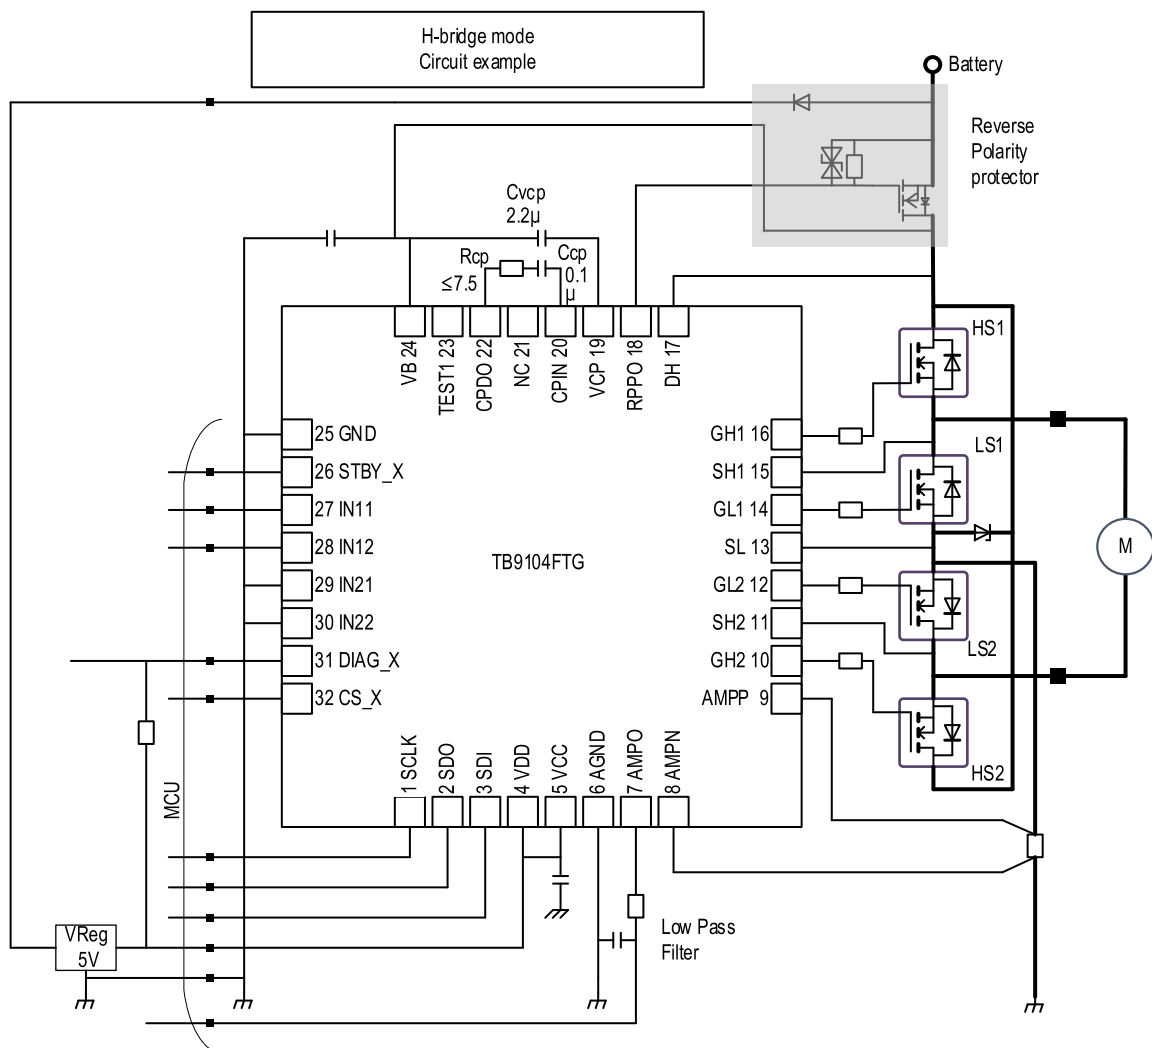 H-bridge mode
Circuit example
Battery
Reverse
Polarity
protector
Cvcp
2.2μ
Rcp
≤7.5
Ccp
0.1
μ
VB 24
TEST1 23
CPDO 22
NC 21
CPIN 20
VCP 19
RPPO 18
DH 17
HS1
25 GND
GH1 16
LS1
26 STBY_X
SH1 15
27 IN11
GL1 14
28 IN12
SL 13
M
TB9104FTG
29 IN21
GL2 12
30 IN22
SH2 11
LS2
31 DIAG_X
GH2 10
32 CS_X
AMPP 9
HS2
MCU
1 SCLK
2 SDO
3 SDI
4 VDD
5 VCC
6 AGND
7 AMPO
8 AMPN
VReg
5V
Low Pass
Filter